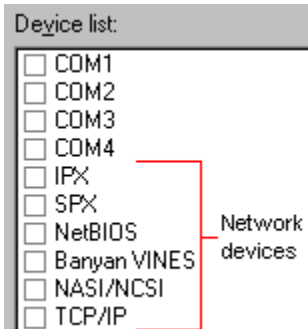 Device list:
COM1
COM2
COM3
COM4
IPX
SPX
NetBIOS
Banyan VINES
NASI/NCSI
TCP/IP
Network
devices